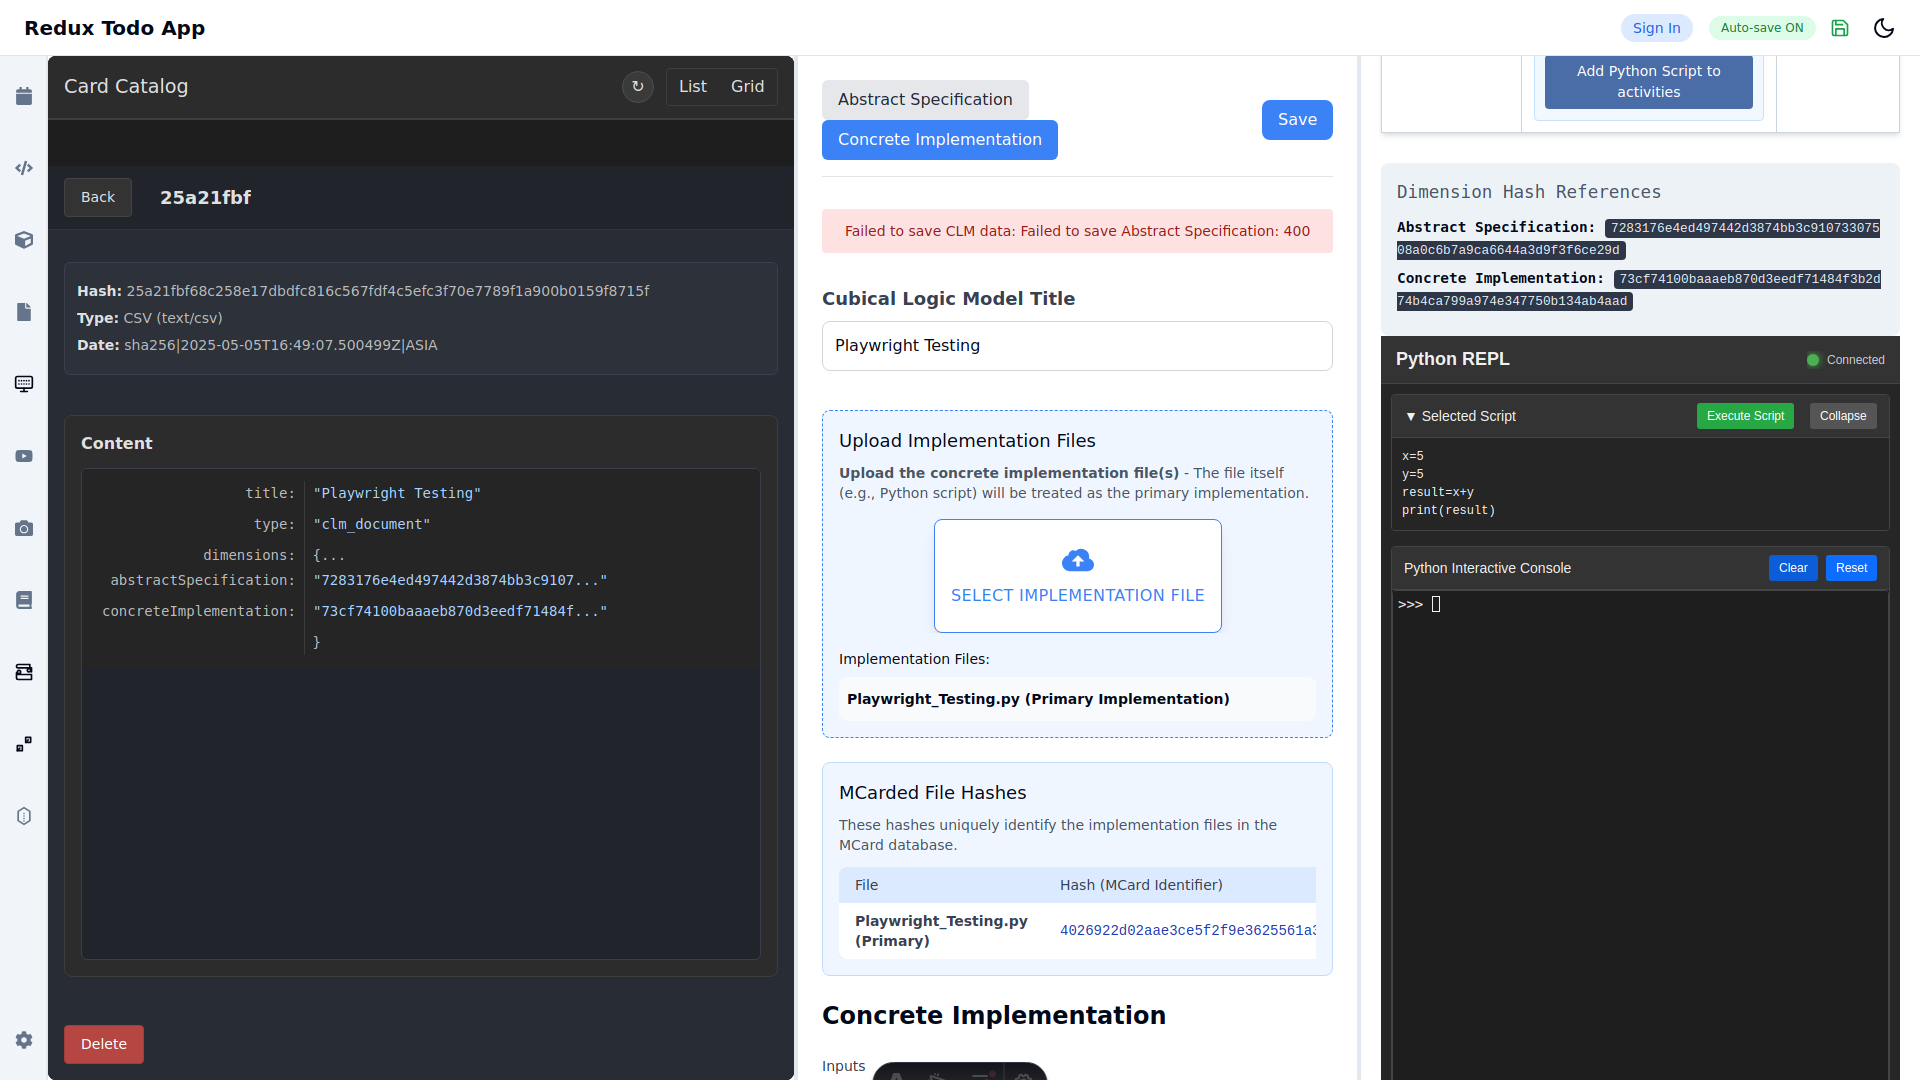 Redux Todo App
Sign In
Auto-save ON
Card Catalog
↻
List
Grid
Back
25a21fbf
Hash: 25a21fbf68c258e17dbdfc816c567fdf4c5efc3f70e7789f1a900b0159f8715f
Type: CSV (text/csv)
Date: sha256|2025-05-05T16:49:07.500499Z|ASIA
Content
title: "Playwright Testing"
type: "clm_document"
dimensions: {...
abstractSpecification: "7283176e4ed497442d3874bb3c9107..."
concreteImplementation: "73cf74100baaaeb870d3eedf71484f..."
}
Delete
Abstract Specification
Concrete Implementation
Save
Failed to save CLM data: Failed to save Abstract Specification: 400
Cubical Logic Model Title
Playwright Testing
Upload Implementation Files
Upload the concrete implementation file(s) - The file itself
(e.g., Python script) will be treated as the primary implementation.
SELECT IMPLEMENTATION FILE
Implementation Files:
Playwright_Testing.py (Primary Implementation)
MCarded File Hashes
These hashes uniquely identify the implementation files in the
MCard database.
File
Hash (MCard Identifier)
Playwright_Testing.py
(Primary)
4026922d02aae3ce5f2f9e3625561a3
Concrete Implementation
Inputs
Add Python Script to
activities
Dimension Hash References
Abstract Specification: 7283176e4ed497442d3874bb3c910733075
08a0c6b7a9ca6644a3d9f3f6ce29d
Concrete Implementation: 73cf74100baaaeb870d3eedf71484f3b2d
74b4ca799a974e347750b134ab4aad
Python REPL
Connected
▼ Selected Script
Execute Script
Collapse
x=5
y=5
result=x+y
print(result)
Python Interactive Console
Clear
Reset
>>>